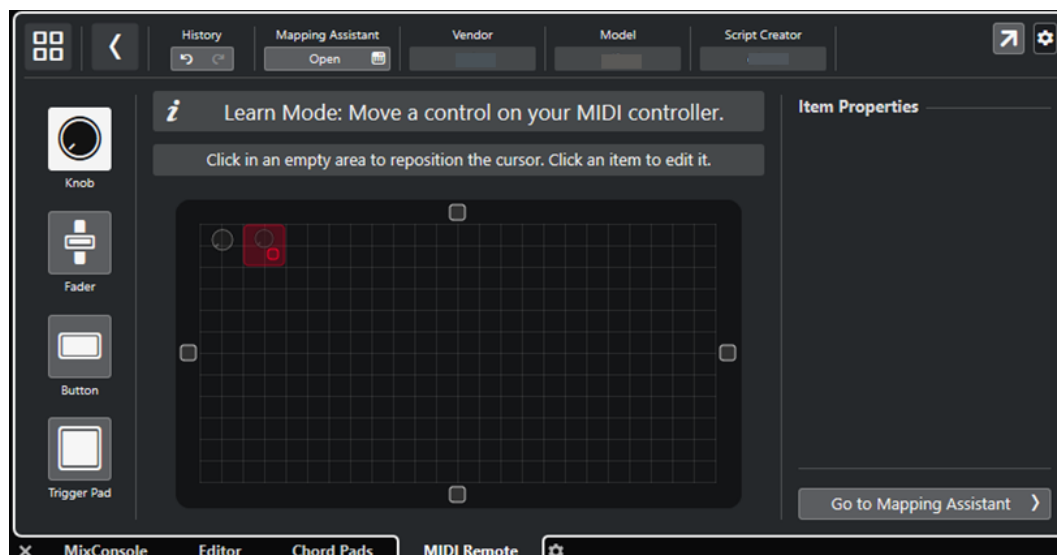 History
Mapping Assistant
Vendor
Model
Script Creator
Open
i Learn Mode: Move a control on your MIDI controller.
Click in an empty area to reposition the cursor. Click an item to edit it.
Item Properties
Knob
Fader
Button
Trigger Pad
Go to Mapping Assistant
MixConsole
Editor
Chord Pads
MIDI Remote